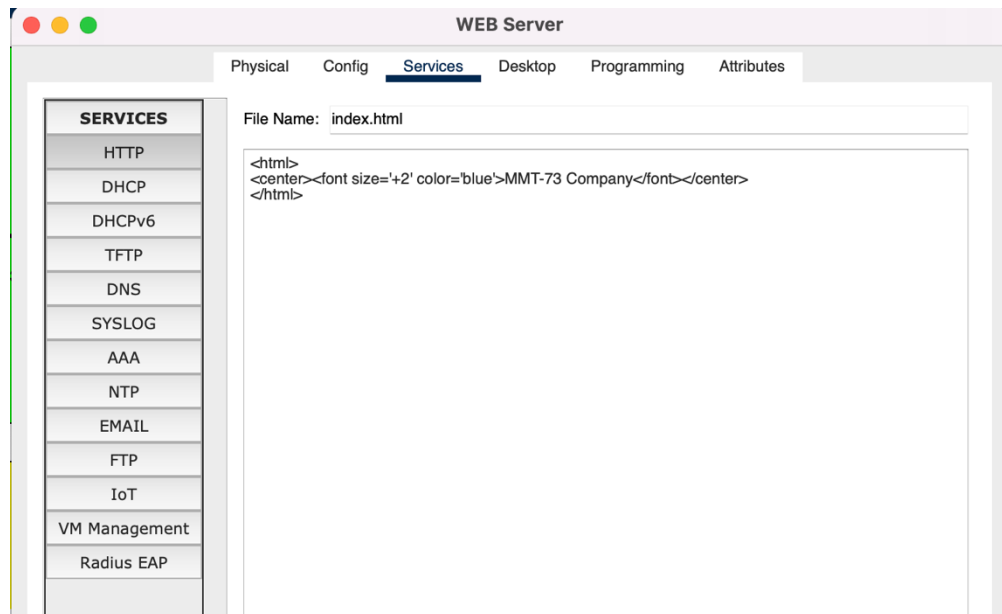 WEB Server
Physical Config Services Desktop Programming Attributes
SERVICES
HTTP
DHCP
DHCPv6
TFTP
DNS
SYSLOG
AAA
NTP
EMAIL
FTP
IoT
VM Management
Radius EAP
File Name: index.html
<html>
<center><font size='+2' color='blue'>MMT-73 Company</font></center>
</html>